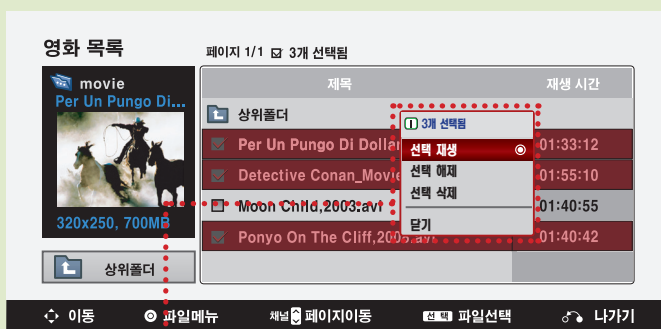 영화 목록
페이지 1/1 ☑ 3개 선택됨
movie
Per Un Pungo Di...
320x250, 700MB
상위폴더
제목 재생 시간
상위폴더
Per Un Pungo Di Dollar 01:33:12
Detective Conan_Movie 01:55:10
Moon Child,2003.avi 01:40:55
Ponyo On The Cliff,2008.avi 01:40:42
3개 선택됨
선택 재생
선택 해제
선택 삭제
닫기
이동 파일메뉴 채널 페이지이동 선택 파일선택 나가기